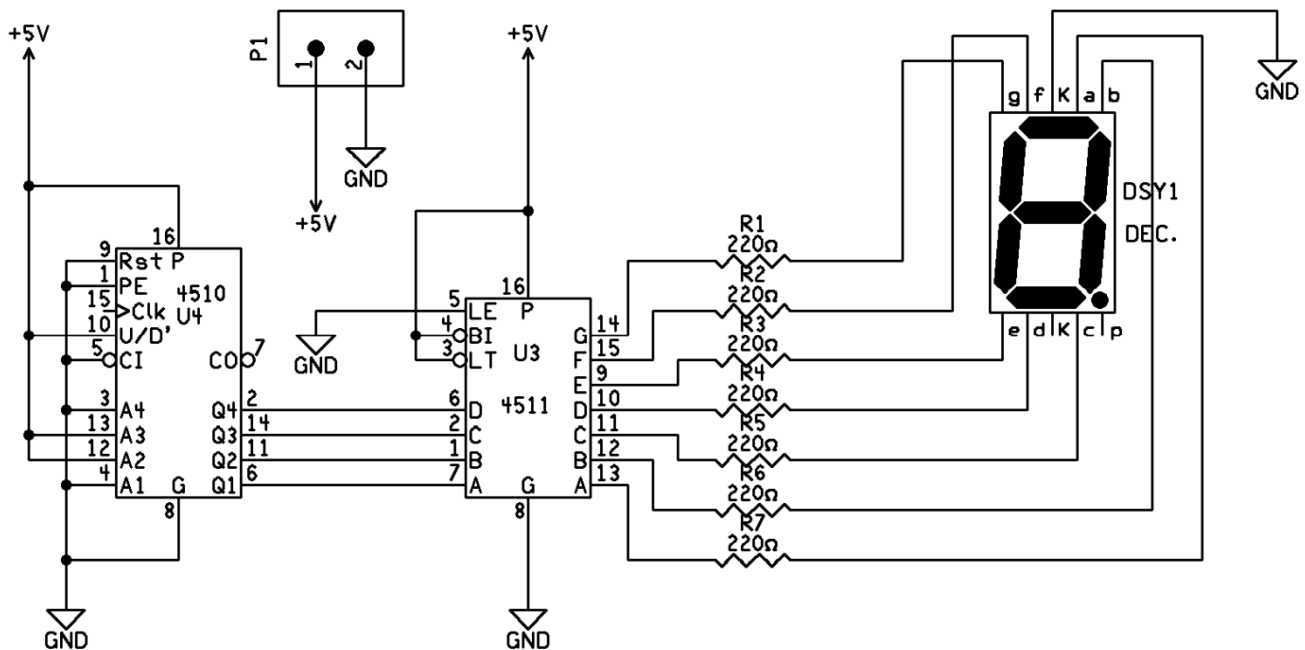 +5V
P1
1
2
GND
+5V
+5V
GND
g f K a b
DSY1
DEC.
e d K c p
16
9 Rst P
1 PE
15 >Clk
4510
U4
10 U/D'
5 CI
CO 7
3 A4
Q4 2
13 A3
Q3 14
12 A2
Q2 11
4 A1
G
Q1 6
8
GND
16
5 LE P
GND
4 BI
G 14
3 LT
U3
F 15
E 9
6 D
4511
D 10
2 C
C 11
1 B
B 12
7 A
G
A 13
8
GND
R1
220Ω
R2
220Ω
R3
220Ω
R4
220Ω
R5
220Ω
R6
220Ω
R7
220Ω